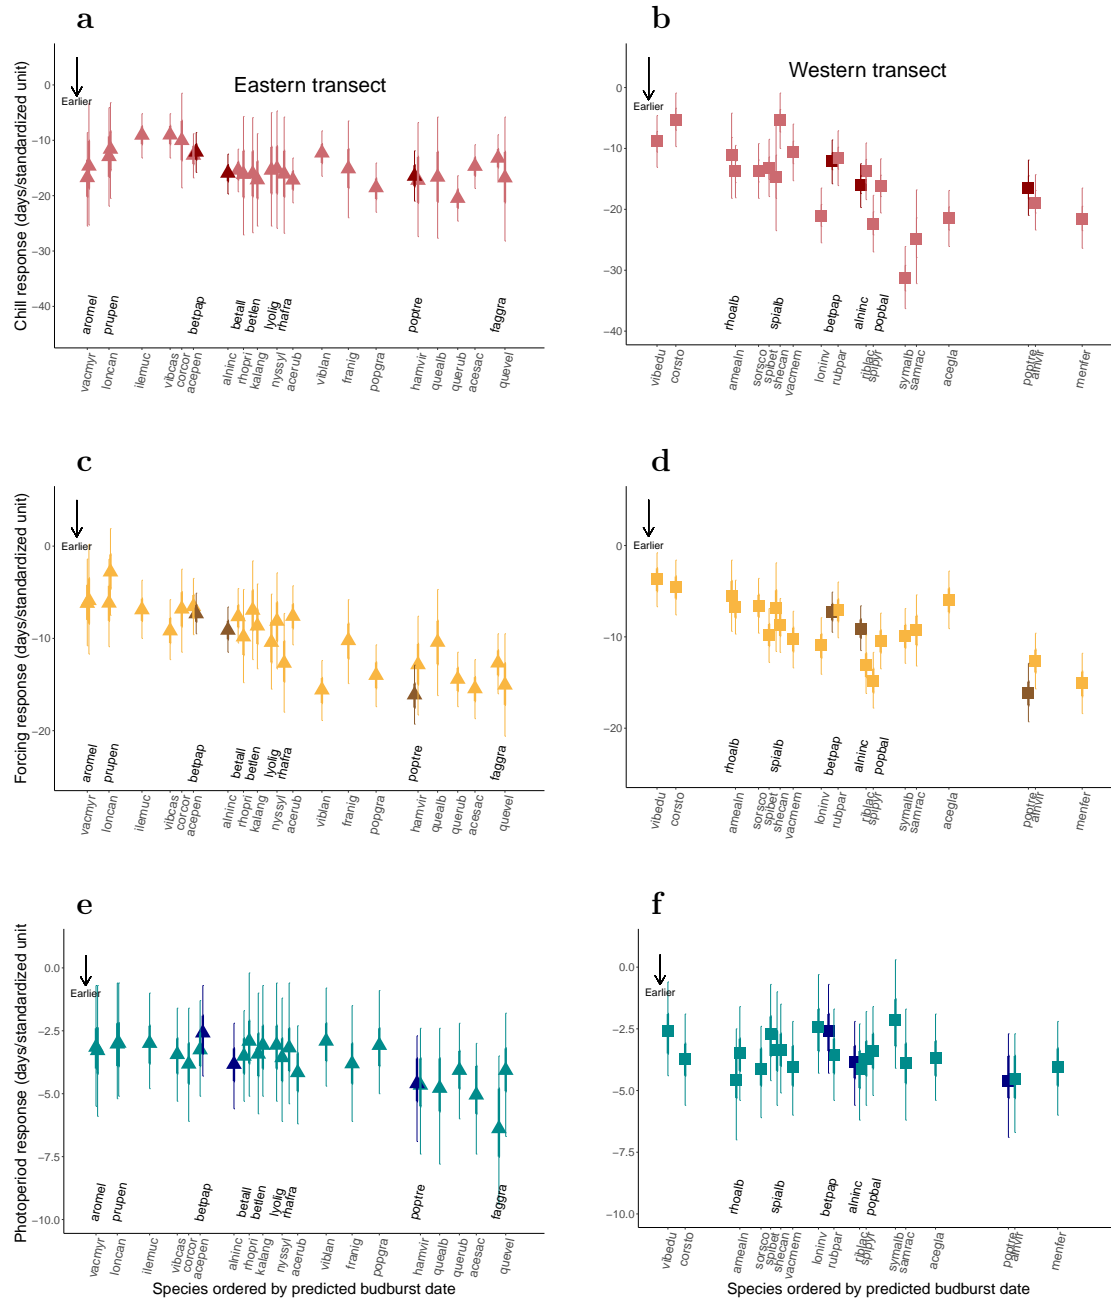 a
b
Chill response (days/standardized unit)
0
−10
−20
−30
−40
Earlier
Eastern transect
aromel
prupen
betpap
betall
betlen
lyolig
rhafra
poptre
faggra
vacmyr
loncan
ilemuc
vibcas
corcor
acepen
alninc
rhopri
kalang
nyssyl
acerub
viblan
franig
popgra
hamvir
quealb
querub
acesac
quevel
0
−10
−20
−30
−40
Earlier
Western transect
rhoalb
spialb
betpap
alninc
popbal
vibedu
corsto
amealn
sorsco
spibet
shecan
vacmem
loninv
rubpar
riblac
spipyr
symalb
samrac
acegla
poptre
menfer
c
d
Forcing response (days/standardized unit)
0
−10
−20
Earlier
aromel
prupen
betpap
betall
betlen
lyolig
rhafra
poptre
faggra
vacmyr
loncan
ilemuc
vibcas
corcor
acepen
alninc
rhopri
kalang
nyssyl
acerub
viblan
franig
popgra
hamvir
quealb
querub
acesac
quevel
0
−10
−20
Earlier
rhoalb
spialb
betpap
alninc
popbal
vibedu
corsto
amealn
sorsco
spibet
shecan
vacmem
loninv
rubpar
riblac
spipyr
symalb
samrac
acegla
poptre
menfer
e
f
Photoperiod response (days/standardized unit
0.0
−2.5
−5.0
−7.5
−10.0
Earlier
aromel
prupen
betpap
betall
betlen
lyolig
rhafra
poptre
faggra
vacmyr
loncan
ilemuc
vibcas
corcor
acepen
alninc
rhopri
kalang
nyssyl
acerub
viblan
franig
popgra
hamvir
quealb
querub
acesac
quevel
Species ordered by predicted budburst date
0.0
−2.5
−5.0
−7.5
−10.0
Earlier
rhoalb
spialb
betpap
alninc
popbal
vibedu
corsto
amealn
sorsco
spibet
shecan
vacmem
loninv
rubpar
riblac
spipyr
symalb
samrac
acegla
poptre
menfer
Species ordered by predicted budburst date